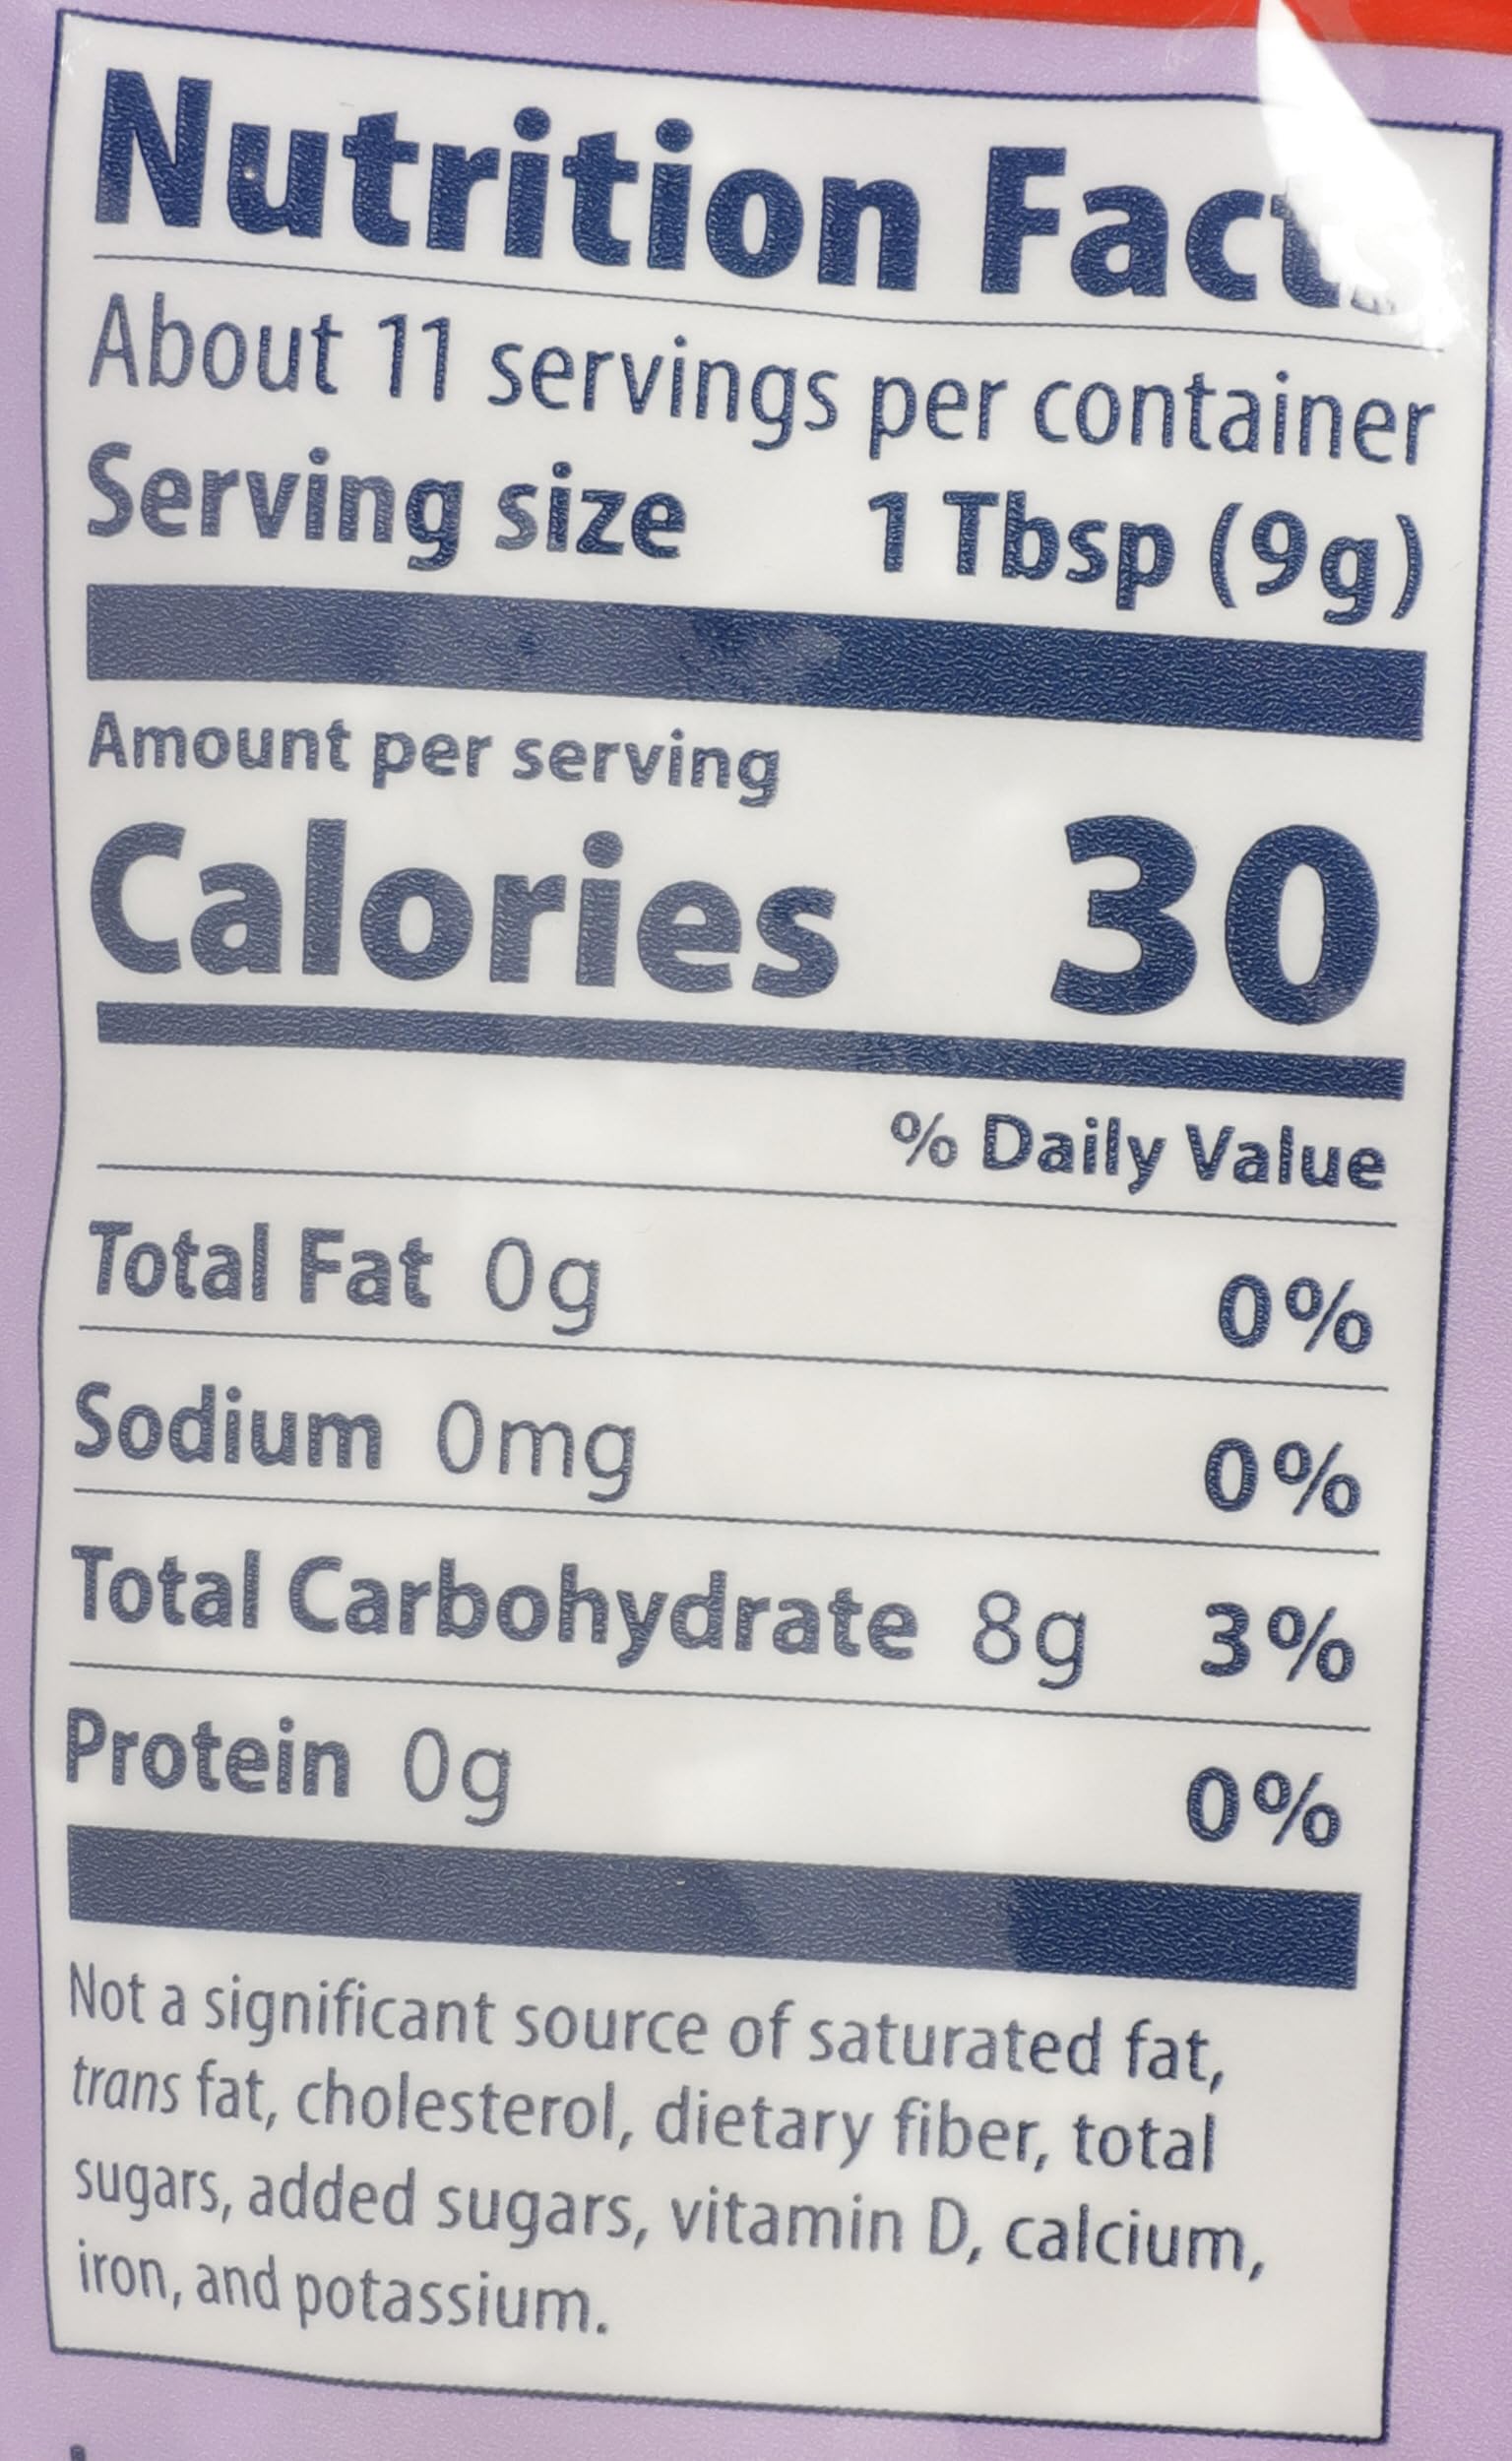 Nutrition Facts
About 11 servings per container
Serving size 1 Tbsp (9g)
Amount per serving
Calories 30
% Daily Value
Total Fat 0g 0%
Sodium 0mg 0%
Total Carbohydrate 8g 3%
Protein 0g 0%
Not a significant source of saturated fat,
trans fat, cholesterol, dietary fiber, total
sugars, added sugars, vitamin D, calcium,
iron, and potassium.